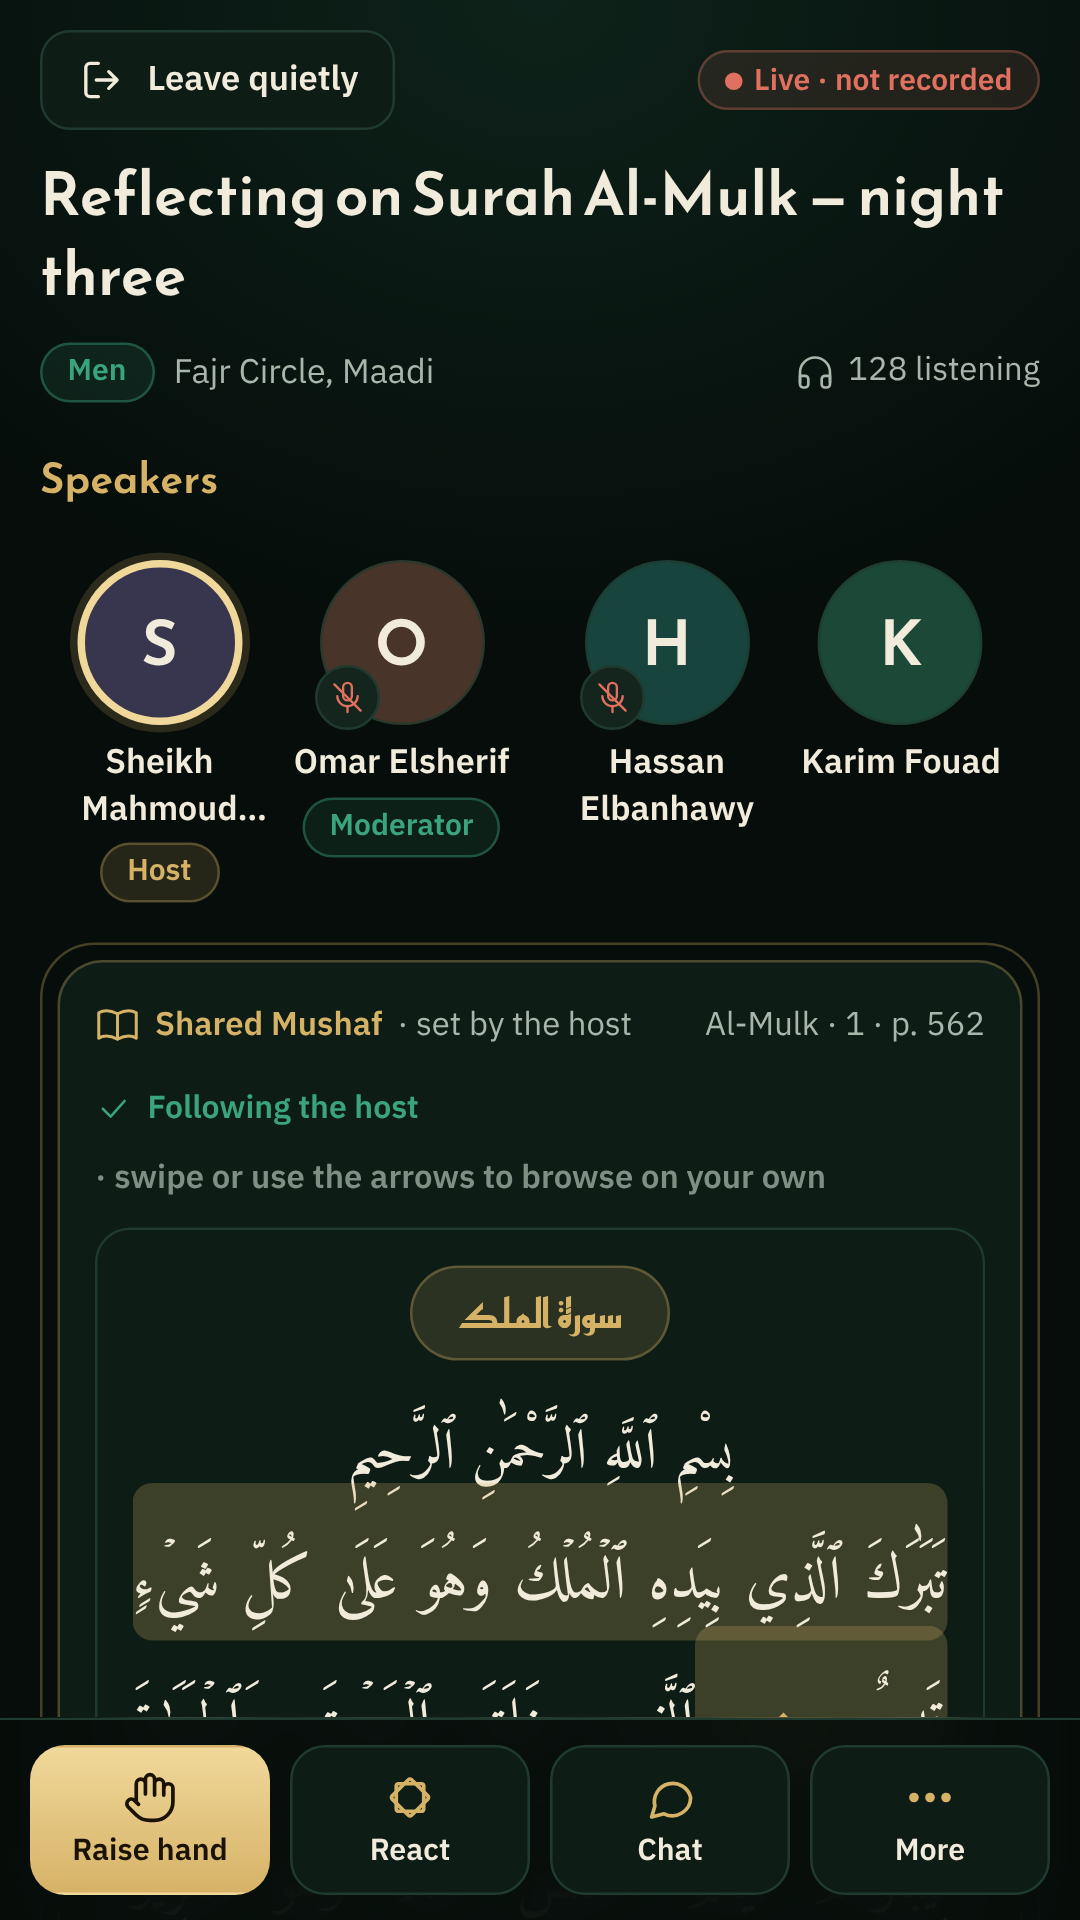 Leave quietly
Live · not recorded
Reflecting on Surah Al-Mulk – night
three
Men
Fajr Circle, Maadi
128 listening
Speakers
S
O
H
K
Sheikh
Mahmoud...
Host
Omar Elsherif
Moderator
Hassan
Elbanhawy
Karim Fouad
Shared Mushaf · set by the host
Al-Mulk · 1 · p. 562
Following the host
· swipe or use the arrows to browse on your own
سورة الملك
بِسْمِ ٱللَّهِ ٱلرَّحْمَٰنِ ٱلرَّحِيمِ
تَبَٰرَكَ ٱلَّذِي بِيَدِهِ ٱلۡمُلۡكُ وَهُوَ عَلَىٰ كُلِّ شَيۡءٖ
Raise hand
React
Chat
More